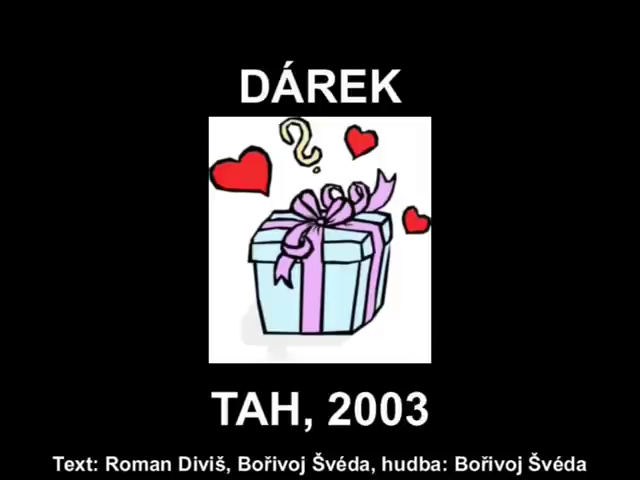 DÁREK
?
TAH, 2003
Text: Roman Diviš, Bořivoj Švéda, hudba: Bořivoj Švéda